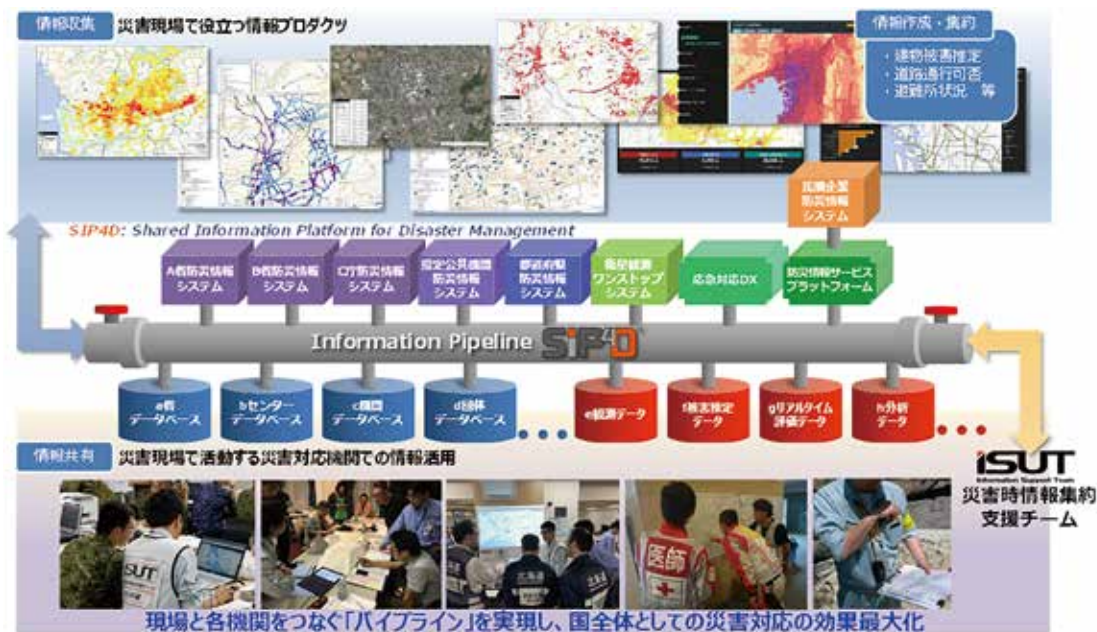 情報収集
災害現場で役立つ情報プロダクツ
情報作成・集約
・建物被害推定
・道路通行可否
・避難所状況 等
民間企業
防災情報
システム
SIP4D: Shared Information Platform for Disaster Management
A省防災情報
システム
B省防災情報
システム
C庁防災情報
システム
指定公共機関
防災情報
システム
都道府県
防災情報
システム
衛星観測
ワンストップ
システム
応急対応DX
防災情報サービス
プラットフォーム
Information Pipeline SIP4D
a省
データベース
bセンター
データベース
c機関
データベース
d団体
データベース
e観測データ
f被害推定
データ
gリアルタイム
評価データ
h分析
データ
情報共有
災害現場で活動する災害対応機関での情報活用
ISUT
Information Support Team
災害時情報集約
支援チーム
ISUT
北海道
医師
現場と各機関をつなぐ「パイプライン」を実現し、国全体としての災害対応の効果最大化